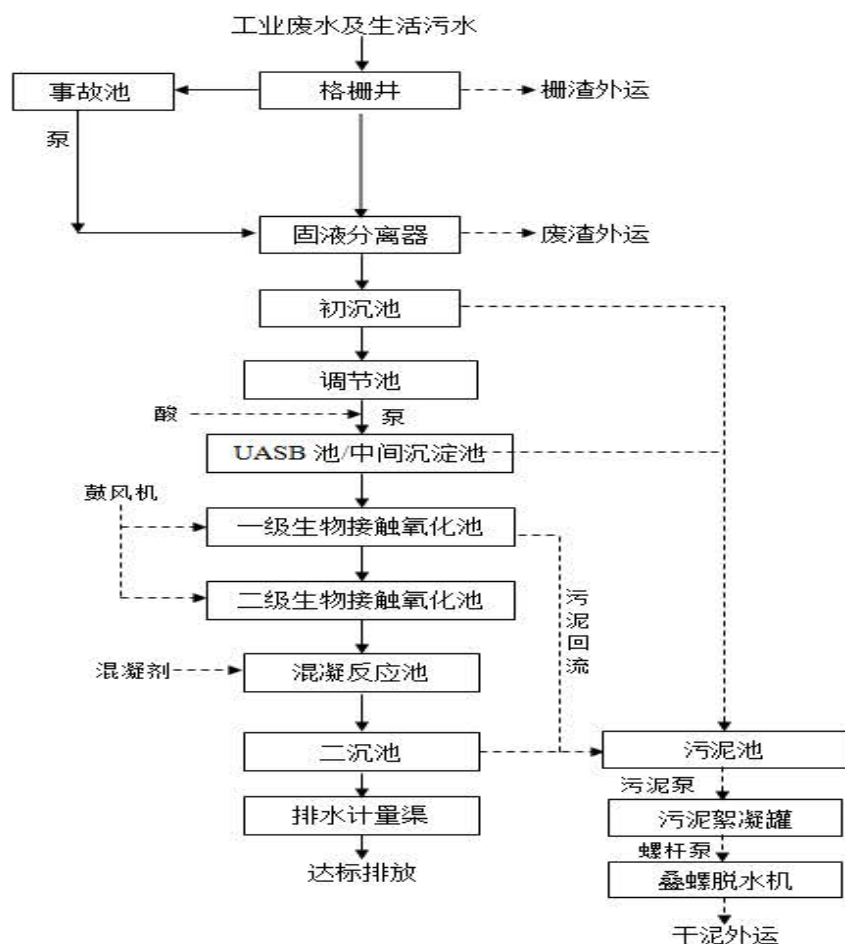 工业废水及生活污水
事故池
格栅井
栅渣外运
泵
固液分离器
废渣外运
初沉池
调节池
酸
泵
UASB 池/中间沉淀池
鼓风机
一级生物接触氧化池
二级生物接触氧化池
污泥回流
混凝剂
混凝反应池
二沉池
污泥池
污泥泵
排水计量渠
污泥絮凝罐
螺杆泵
达标排放
叠螺脱水机
干泥外运